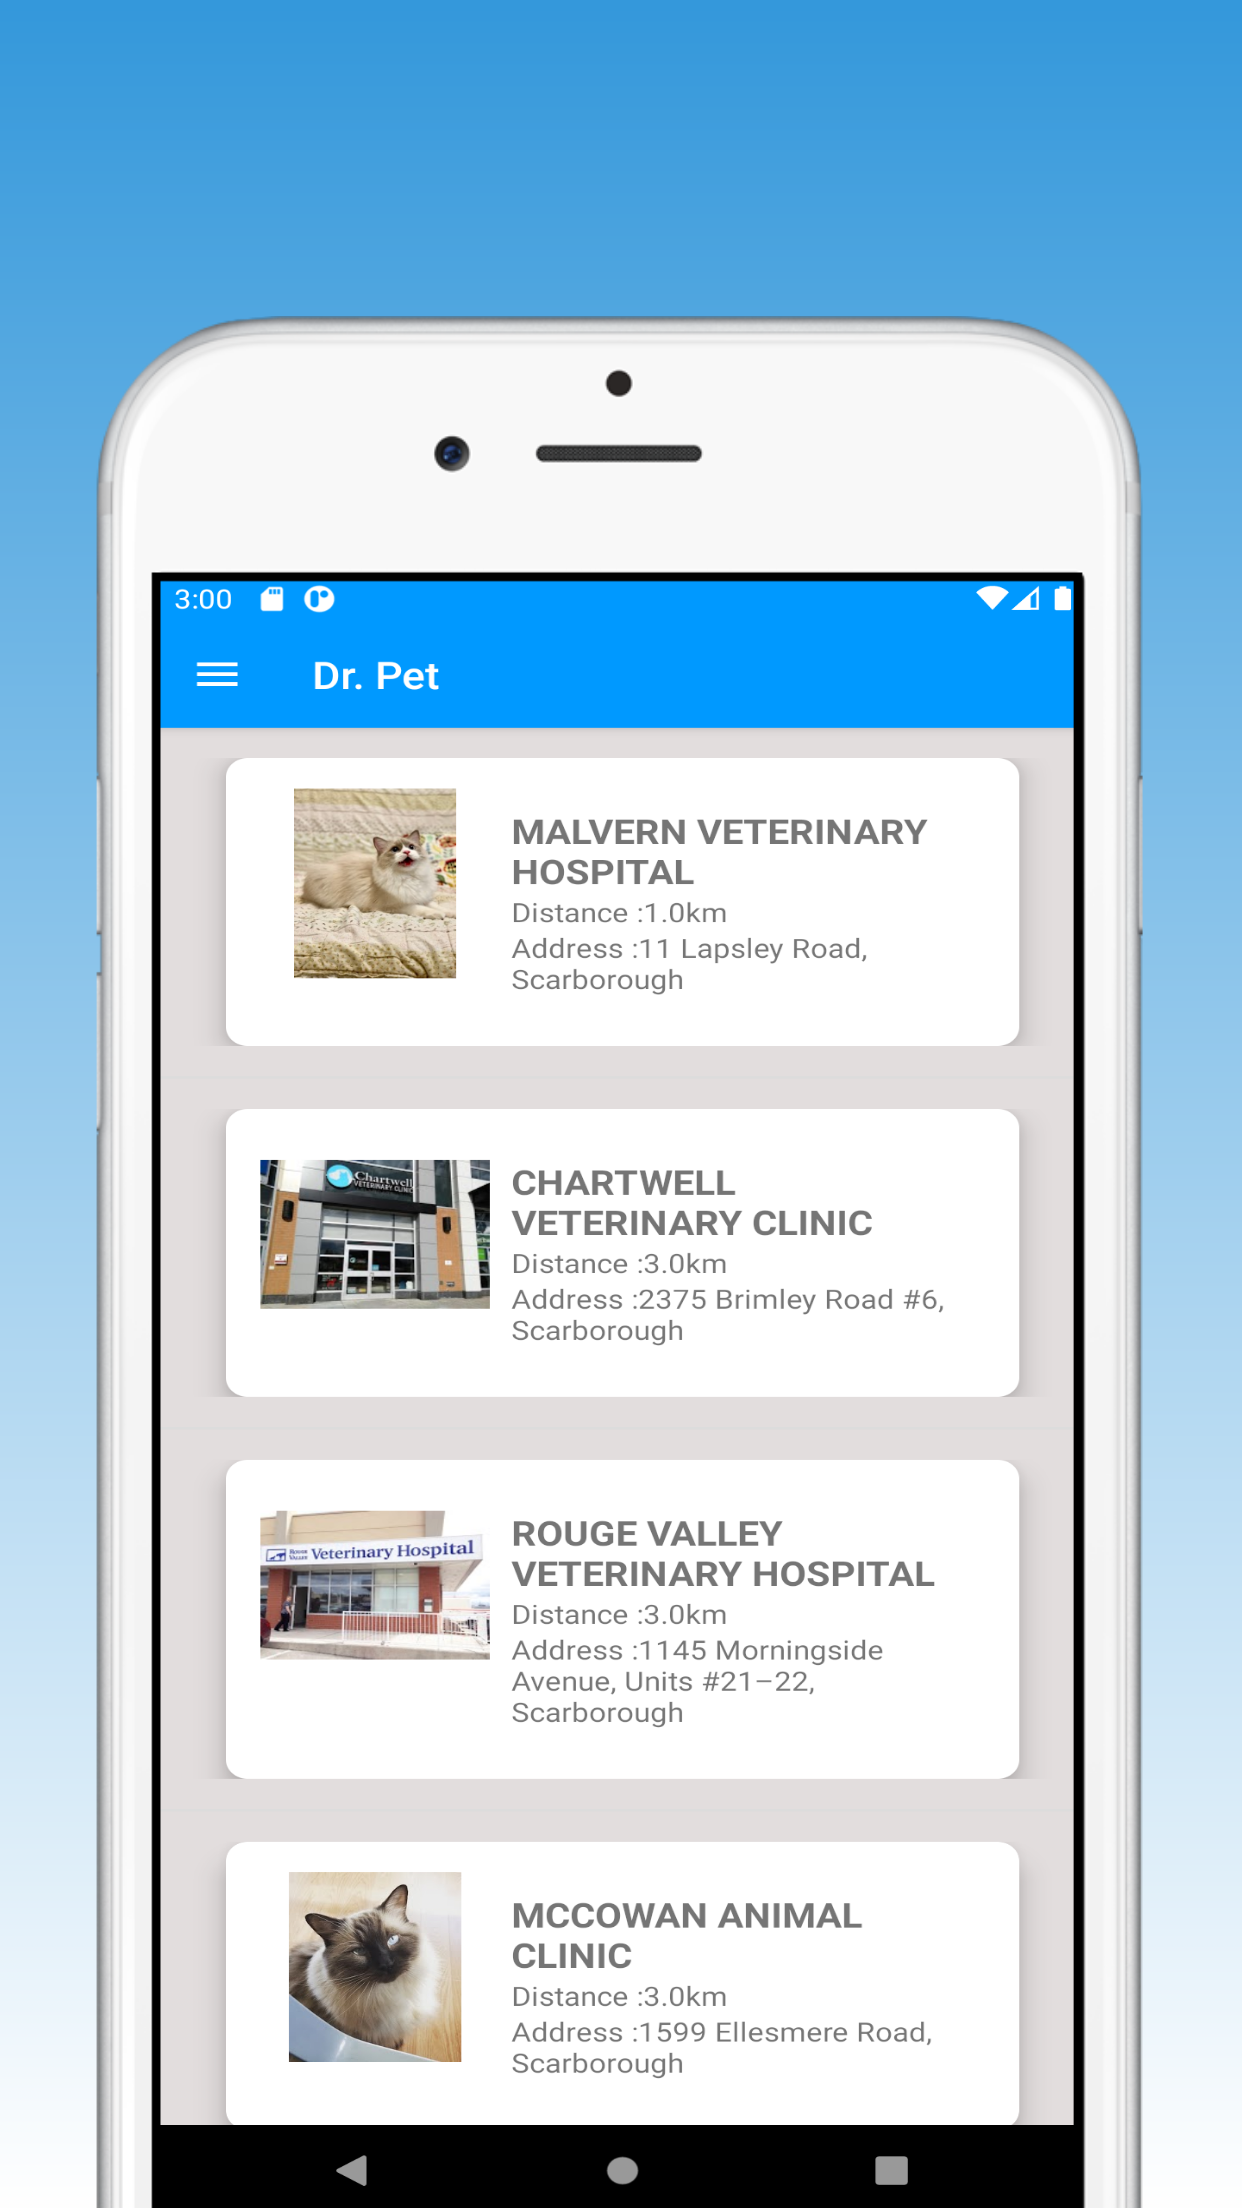 3:00
Dr. Pet
MALVERN VETERINARY
HOSPITAL
Distance :1.0km
Address :11 Lapsley Road,
Scarborough
Chartwell
VETERINARY CLINIC
CHARTWELL
VETERINARY CLINIC
Distance :3.0km
Address :2375 Brimley Road #6,
Scarborough
Rouge
Valley Veterinary Hospital
ROUGE VALLEY
VETERINARY HOSPITAL
Distance :3.0km
Address :1145 Morningside
Avenue, Units #21–22,
Scarborough
MCCOWAN ANIMAL
CLINIC
Distance :3.0km
Address :1599 Ellesmere Road,
Scarborough